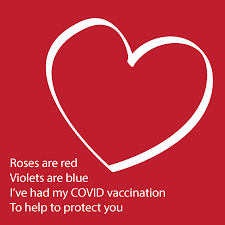 Roses are red
Violets are blue
I've had my COVID vaccination
To help to protect you